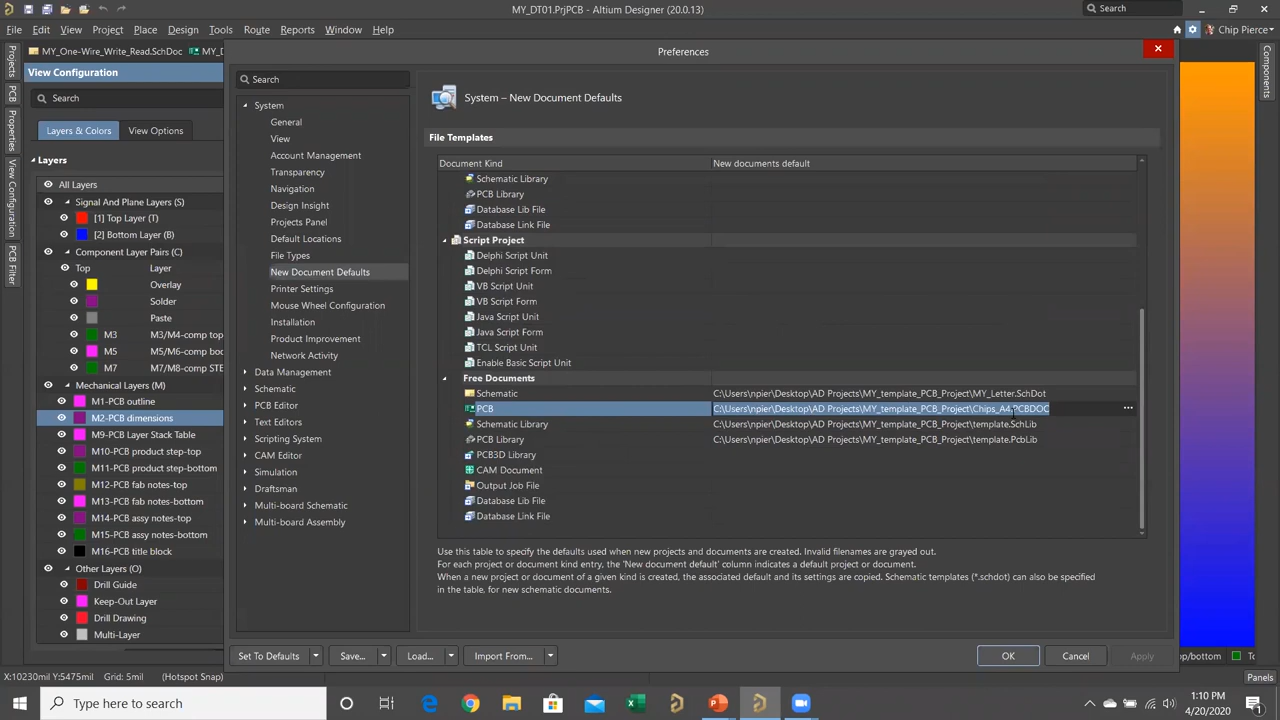 MY_DT01.PrjPCB - Altium Designer (20.0.13)
Search
File Edit View Project Place Design Tools Route Reports Window Help
Chip Pierce
MY_One-Wire_Write_Read.SchDoc
MY_D
Projects
PCB
Properties
View Configuration
PCB Filter
View Configuration
Search
Layers & Colors
View Options
Layers
All Layers
Signal And Plane Layers (S)
[1] Top Layer (T)
[2] Bottom Layer (B)
Component Layer Pairs (C)
Top Layer
Overlay
Solder
Paste
M3 M3/M4-comp top
M5 M5/M6-comp boc
M7 M7/M8-comp STE
Mechanical Layers (M)
M1-PCB outline
M2-PCB dimensions
M9-PCB Layer Stack Table
M10-PCB product step-top
M11-PCB product step-bottom
M12-PCB fab notes-top
M13-PCB fab notes-bottom
M14-PCB assy notes-top
M15-PCB assy notes-bottom
M16-PCB title block
Other Layers (O)
Drill Guide
Keep-Out Layer
Drill Drawing
Multi-Layer
Preferences
Search
System
General
View
Account Management
Transparency
Navigation
Design Insight
Projects Panel
Default Locations
File Types
New Document Defaults
Printer Settings
Mouse Wheel Configuration
Installation
Product Improvement
Network Activity
Data Management
Schematic
PCB Editor
Text Editors
Scripting System
CAM Editor
Simulation
Draftsman
Multi-board Schematic
Multi-board Assembly
System – New Document Defaults
File Templates
Document Kind New documents default
Schematic Library
PCB Library
Database Lib File
Database Link File
Script Project
Delphi Script Unit
Delphi Script Form
VB Script Unit
VB Script Form
Java Script Unit
Java Script Form
TCL Script Unit
Enable Basic Script Unit
Free Documents
Schematic C:\Users\npier\Desktop\AD Projects\MY_template_PCB_Project\MY_Letter.SchDot
PCB C:\Users\npier\Desktop\AD Projects\MY_template_PCB_Project\Chips_A4.PCBDOC
Schematic Library C:\Users\npier\Desktop\AD Projects\MY_template_PCB_Project\template.SchLib
PCB Library C:\Users\npier\Desktop\AD Projects\MY_template_PCB_Project\template.PcbLib
PCB3D Library
CAM Document
Output Job File
Database Lib File
Database Link File
Use this table to specify the defaults used when new projects and documents are created. Invalid filenames are grayed out.
For each project or document kind entry, the 'New document default' column indicates a default project or document.
When a new project or document of a given kind is created, the associated default and its settings are copied. Schematic templates (*.schdot) can also be specified
in the table, for new schematic documents.
Set To Defaults
Save...
Load...
Import From...
OK
Cancel
Apply
Components
X:10230mil Y:5475mil Grid: 5mil (Hotspot Snap)
op/bottom
To
Panels
Type here to search
1:10 PM
4/20/2020
1